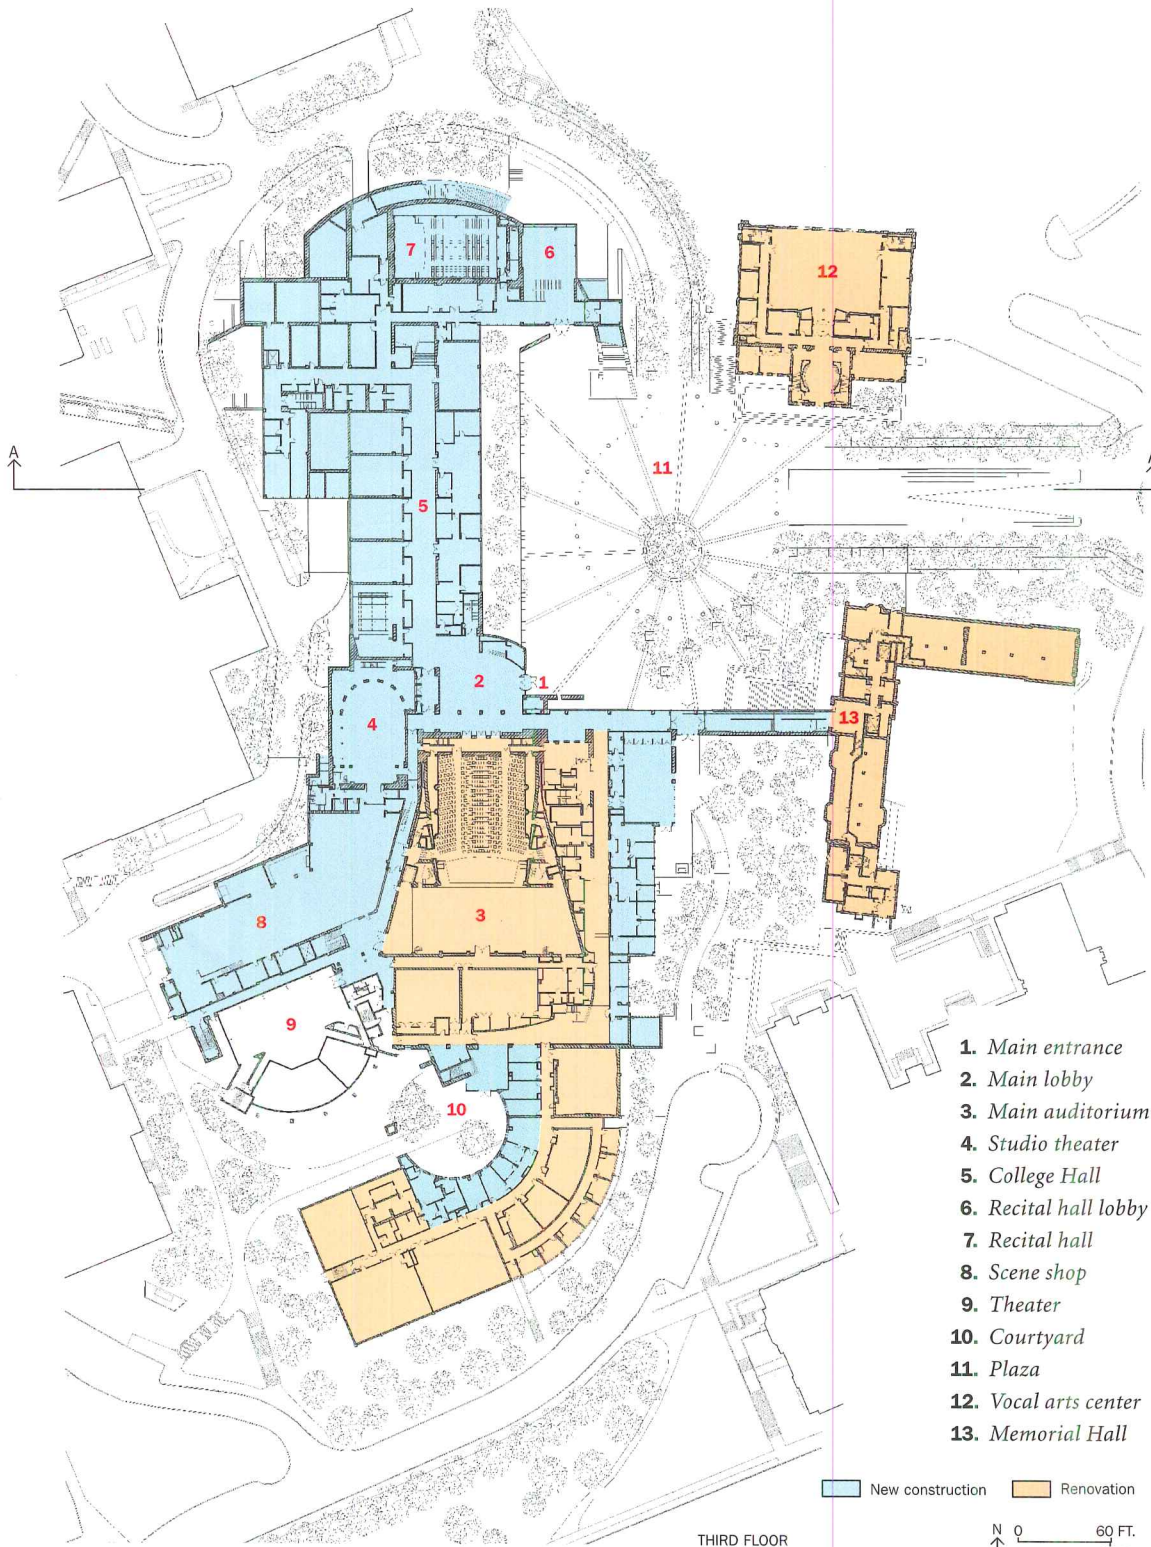 7
6
12
A
11
5
2
1
4
13
3
8
9
10
1. Main entrance
2. Main lobby
3. Main auditorium
4. Studio theater
5. College Hall
6. Recital hall lobby
7. Recital hall
8. Scene shop
9. Theater
10. Courtyard
11. Plaza
12. Vocal arts center
13. Memorial Hall
New construction
Renovation
THIRD FLOOR
N 0 60 FT.